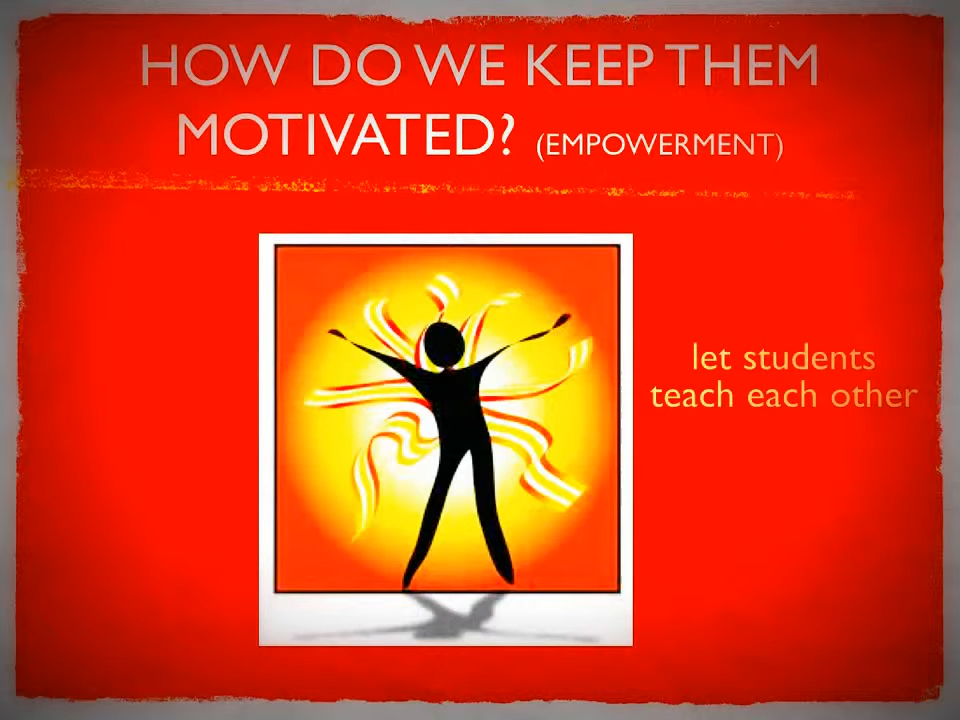 HOW DO WE KEEP THEM
MOTIVATED? (EMPOWERMENT)
let students
teach each other